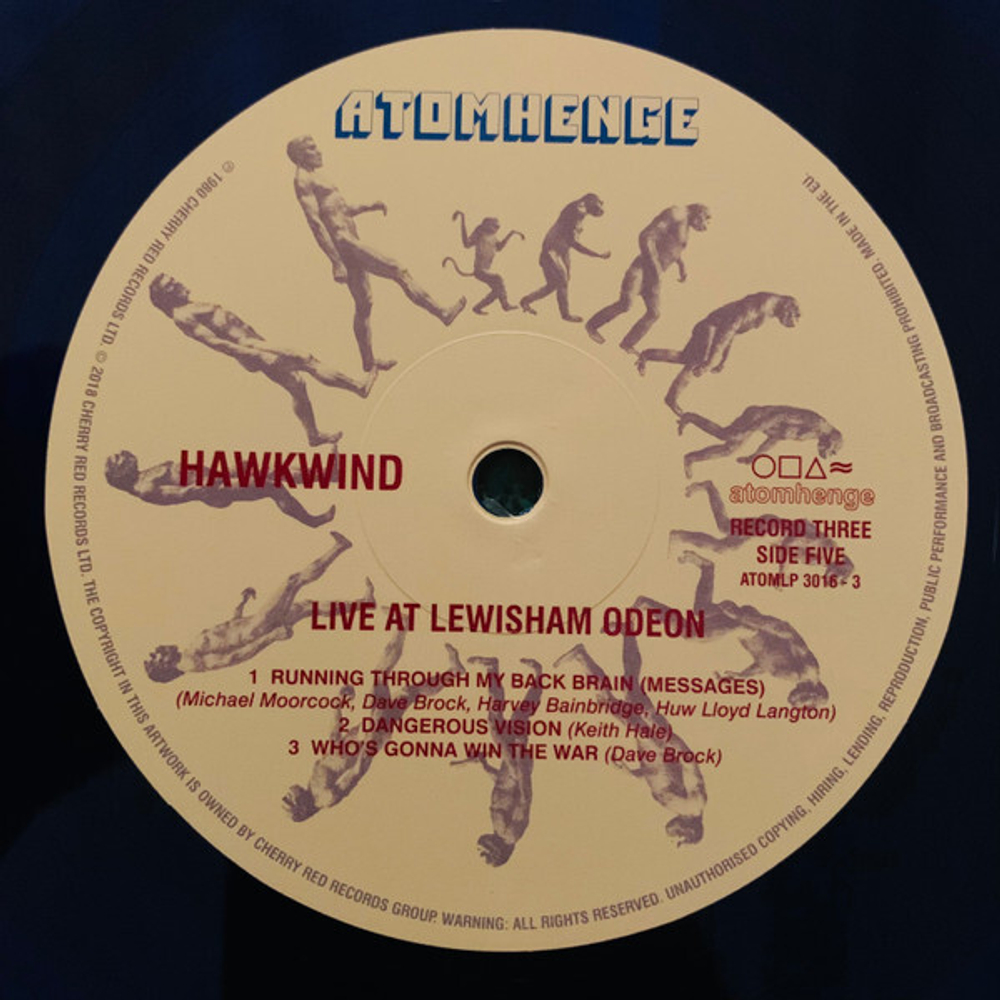 ATOMHENGE
HAWKWIND
○□△≈
atomhenge
RECORD THREE
SIDE FIVE
ATOMLP 3016 - 3
LIVE AT LEWISHAM ODEON
1 RUNNING THROUGH MY BACK BRAIN (MESSAGES)
(Michael Moorcock, Dave Brock, Harvey Bainbridge, Huw Lloyd Langton)
2 DANGEROUS VISION (Keith Hale)
3 WHO'S GONNA WIN THE WAR (Dave Brock)
℗ 1980 CHERRY RED RECORDS LTD. © 2018 CHERRY RED RECORDS LTD. THE COPYRIGHT IN THIS ARTWORK IS OWNED BY CHERRY RED RECORDS GROUP. WARNING: ALL RIGHTS RESERVED. UNAUTHORISED COPYING, HIRING, LENDING, REPRODUCTION, PUBLIC PERFORMANCE AND BROADCASTING PROHIBITED. MADE IN THE EU.